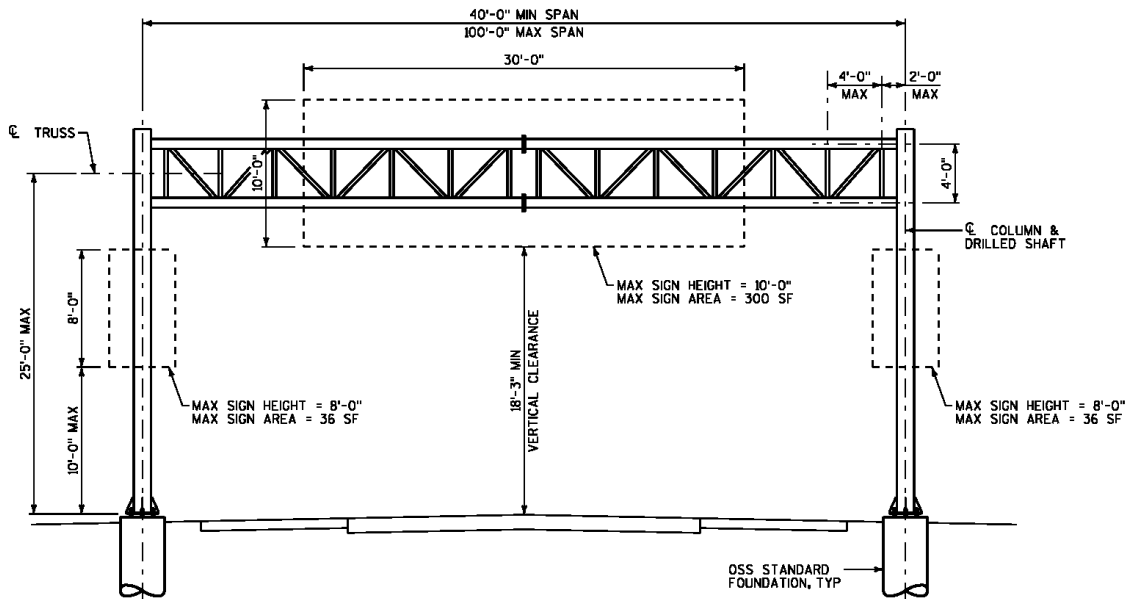 40'-0" MIN SPAN
100'-0" MAX SPAN
30'-0"
4'-0"
MAX
2'-0"
MAX
℄ TRUSS
10'-0"
4'-0"
℄ COLUMN &
DRILLED SHAFT
MAX SIGN HEIGHT = 10'-0"
MAX SIGN AREA = 300 SF
25'-0" MAX
8'-0"
10'-0" MAX
18'-3" MIN
VERTICAL CLEARANCE
MAX SIGN HEIGHT = 8'-0"
MAX SIGN AREA = 36 SF
MAX SIGN HEIGHT = 8'-0"
MAX SIGN AREA = 36 SF
OSS STANDARD
FOUNDATION, TYP